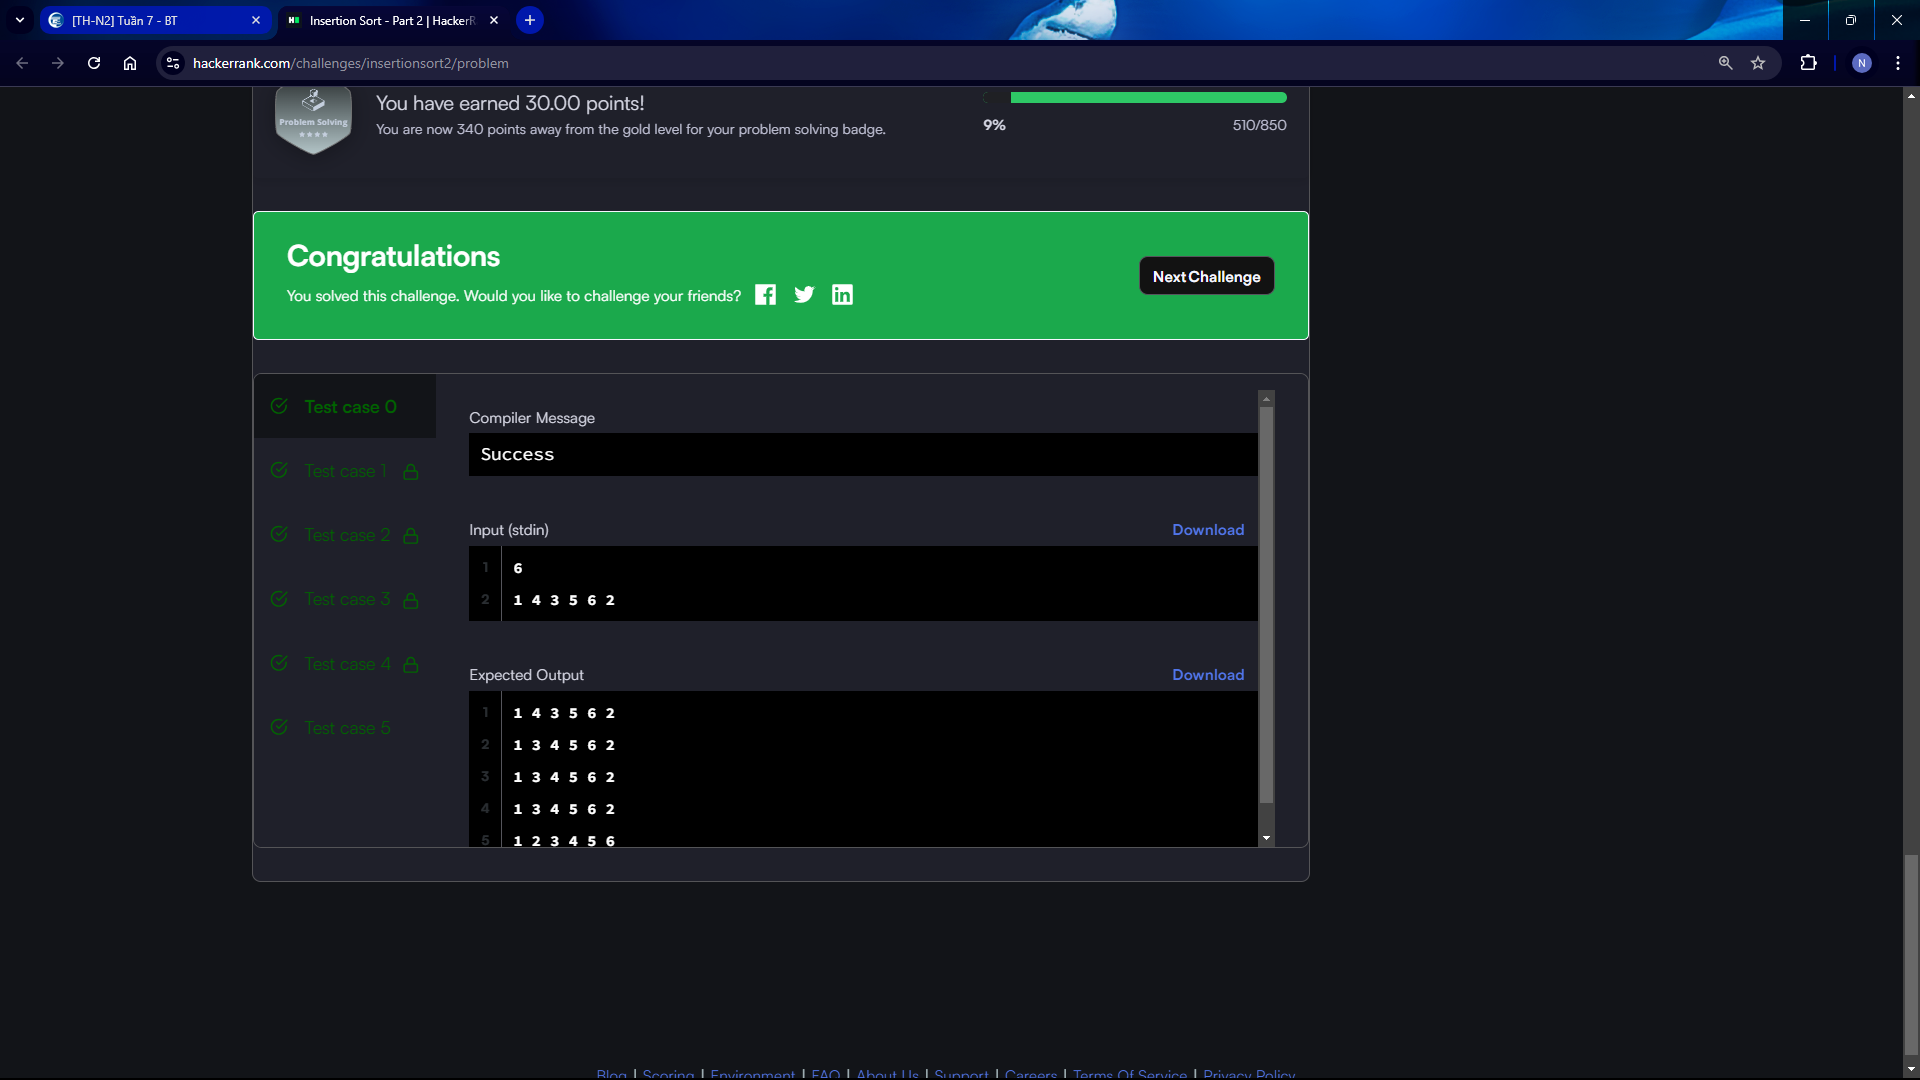 [TH-N2] Tuần 7 - BT
Insertion Sort - Part 2 | HackerR
hackerrank.com/challenges/insertionsort2/problem
N
Problem Solving
You have earned 30.00 points!
You are now 340 points away from the gold level for your problem solving badge.
9%
510/850
Congratulations
You solved this challenge. Would you like to challenge your friends?
Next Challenge
Test case 0
Test case 1
Test case 2
Test case 3
Test case 4
Test case 5
Compiler Message
Success
Input (stdin)
Download
1 6
2 1 4 3 5 6 2
Expected Output
Download
1 1 4 3 5 6 2
2 1 3 4 5 6 2
3 1 3 4 5 6 2
4 1 3 4 5 6 2
5 1 2 3 4 5 6
Blog | Scoring | Environment | FAQ | About Us | Support | Careers | Terms Of Service | Privacy Policy